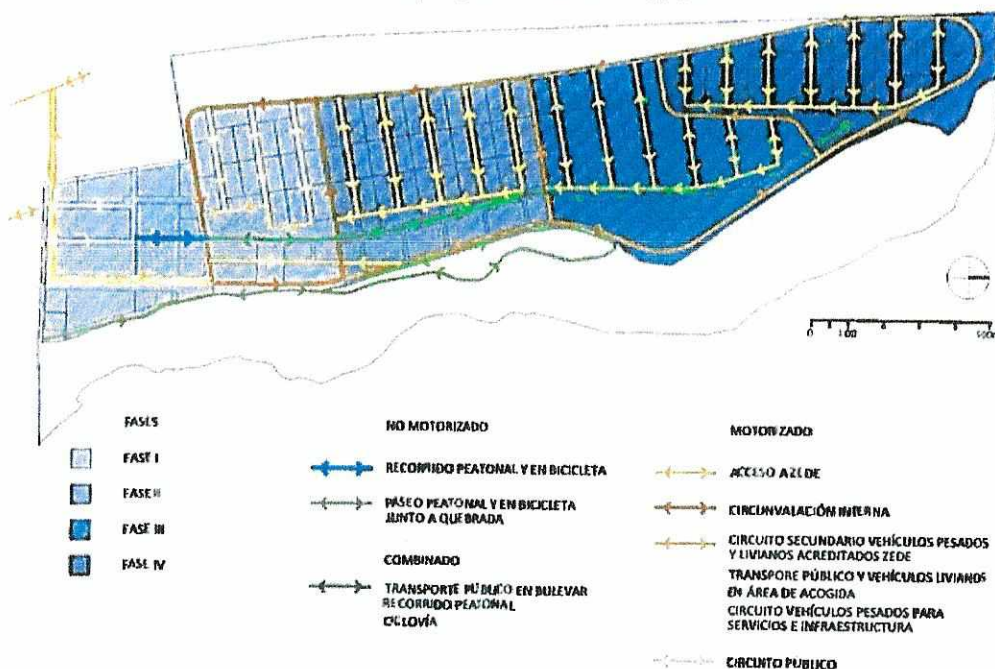 FASES
FASE I
FASE II
FASE III
FASE IV
NO MOTORIZADO
RECORRIDO PEATONAL Y EN BICICLETA
PASEO PEATONAL Y EN BICICLETA
JUNTO A QUEBRADA
COMBINADO
TRANSPORTE PÚBLICO EN BULEVAR
RECORRIDO PEATONAL
CICLOVÍA
MOTORIZADO
ACCESO A ZEDE
CIRCUNVALACIÓN INTERNA
CIRCUITO SECUNDARIO VEHÍCULOS PESADOS
Y LIVIANOS ACREDITADOS ZEDE
TRANSPORE PÚBLICO Y VEHÍCULOS LIVIANOS
EN ÁREA DE ACOGIDA
CIRCUITO VEHÍCULOS PESADOS PARA
SERVICIOS E INFRAESTRUCTURA
CIRCUITO PÚBLICO
0
100